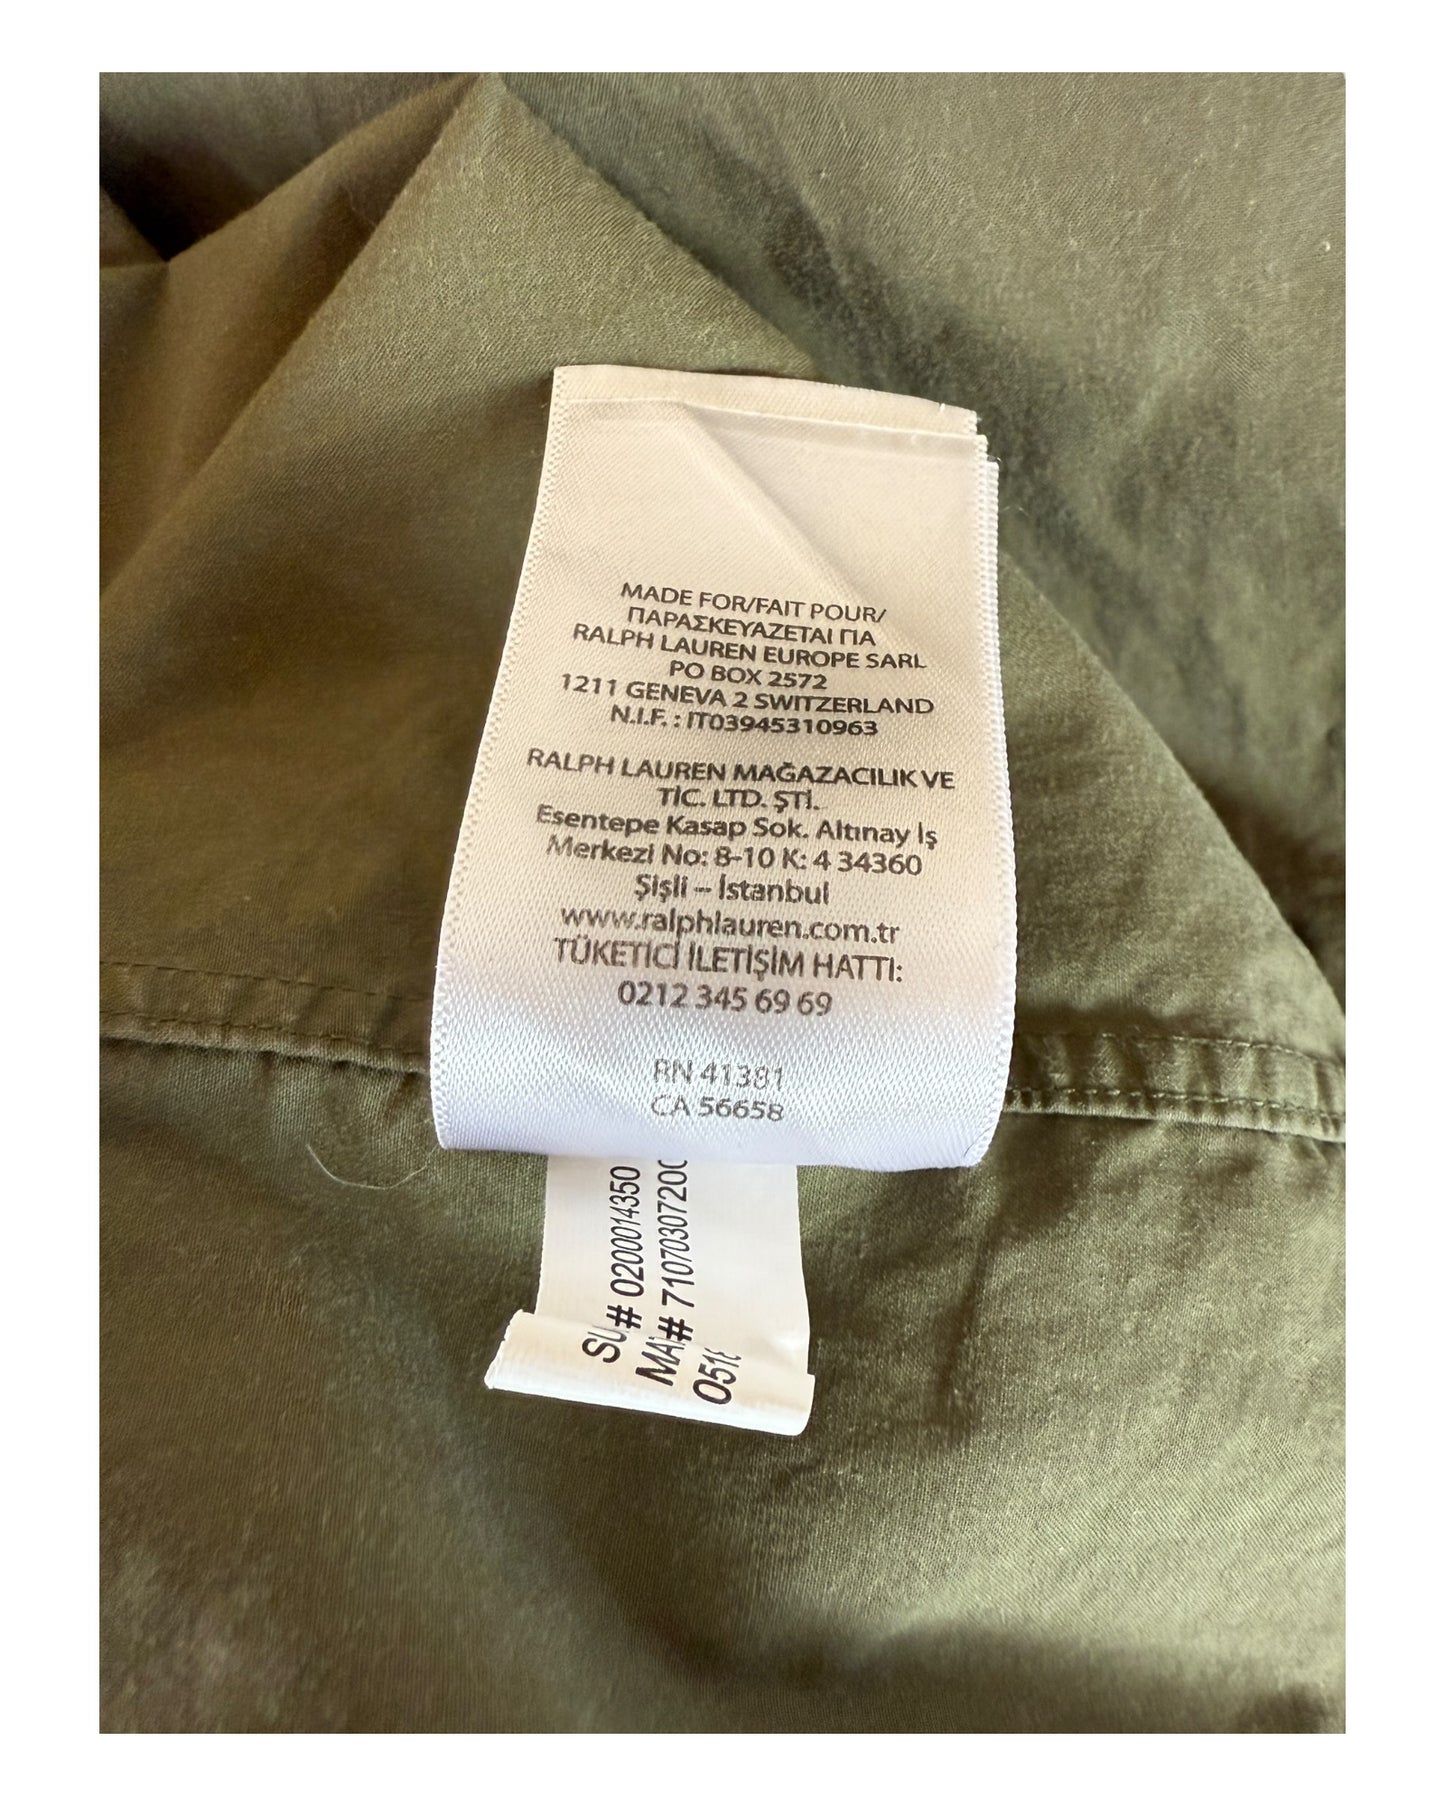 MADE FOR/FAIT POUR/
ΠΑΡΑΣΚΕΥΑΖΕΤΑΙ ΓΙΑ
RALPH LAUREN EUROPE SARL
PO BOX 2572
1211 GENEVA 2 SWITZERLAND
N.I.F. : IT03945310963
RALPH LAUREN MAĞAZACILIK VE
TİC. LTD. ŞTİ.
Esentepe Kasap Sok. Altınay İş
Merkezi No: 8-10 K: 4 34360
Şişli – İstanbul
www.ralphlauren.com.tr
TÜKETİCİ İLETİŞİM HATTI:
0212 345 69 69
RN 41381
CA 56658
# 0200014350
# 71070307200